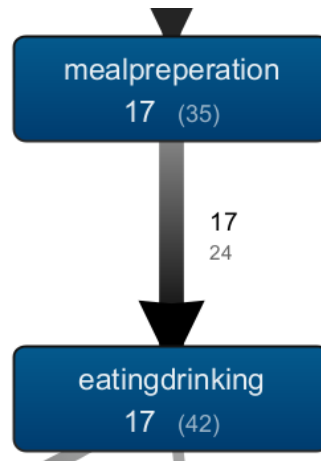 mealpreperation
17 (35)
17
24
eatingdrinking
17 (42)